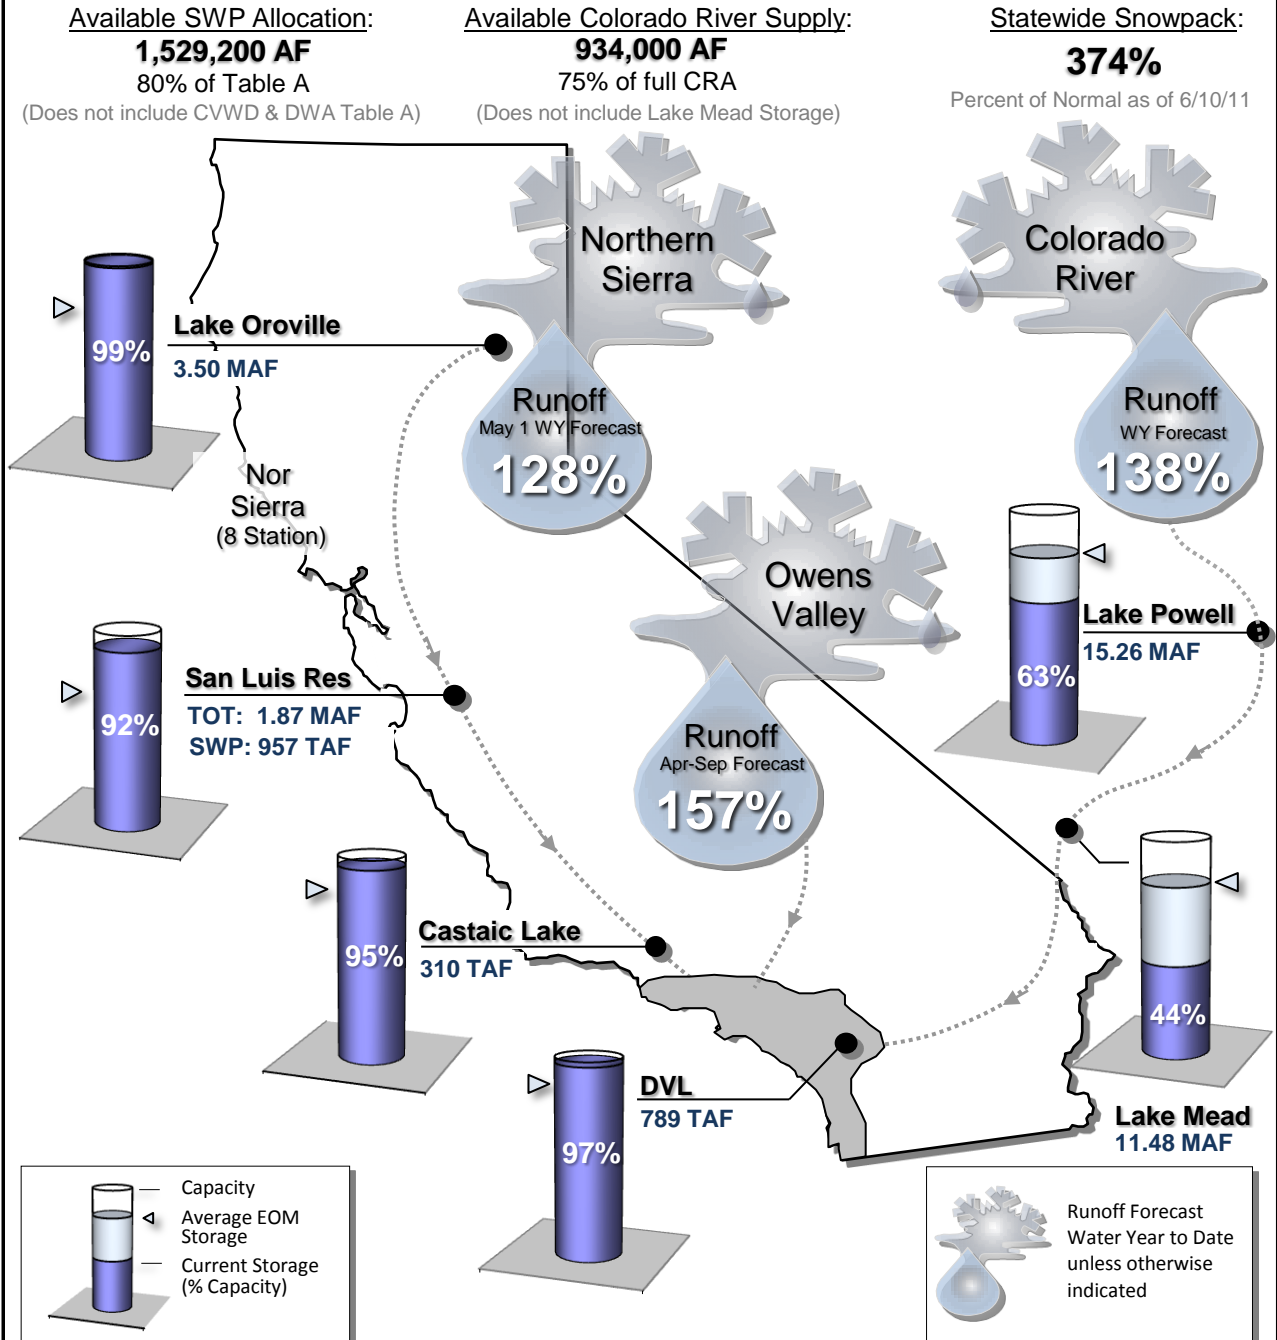 Available SWP Allocation:
1,529,200 AF
80% of Table A
(Does not include CVWD & DWA Table A)
Available Colorado River Supply:
934,000 AF
75% of full CRA
(Does not include Lake Mead Storage)
Statewide Snowpack:
374%
Percent of Normal as of 6/10/11
Northern
Sierra
Colorado
River
99%
Lake Oroville
3.50 MAF
Runoff
May 1 WY Forecast
128%
Runoff
WY Forecast
138%
Nor
Sierra
(8 Station)
Owens
Valley
Lake Powell
15.26 MAF
63%
92%
San Luis Res
TOT: 1.87 MAF
SWP: 957 TAF
Runoff
Apr-Sep Forecast
157%
95%
Castaic Lake
310 TAF
44%
DVL
789 TAF
97%
Lake Mead
11.48 MAF
Capacity
Average EOM
Storage
Current Storage
(% Capacity)
Runoff Forecast
Water Year to Date
unless otherwise
indicated